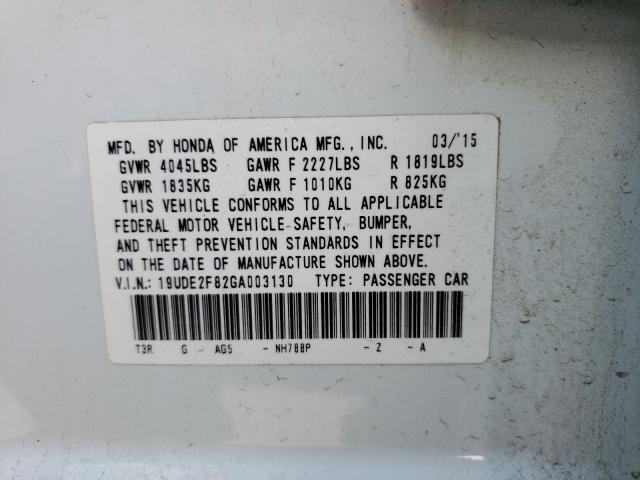 MFD. BY HONDA OF AMERICA MFG., INC. 03/'15
GVWR 4045LBS GAWR F 2227LBS R 1819LBS
GVWR 1835KG GAWR F 1010KG R 825KG
THIS VEHICLE CONFORMS TO ALL APPLICABLE
FEDERAL MOTOR VEHICLE SAFETY, BUMPER,
AND THEFT PREVENTION STANDARDS IN EFFECT
ON THE DATE OF MANUFACTURE SHOWN ABOVE.
V.I.N.: 19UDE2F82GA003130 TYPE: PASSENGER CAR
T3R G - AG5 - NH788P - Z - A